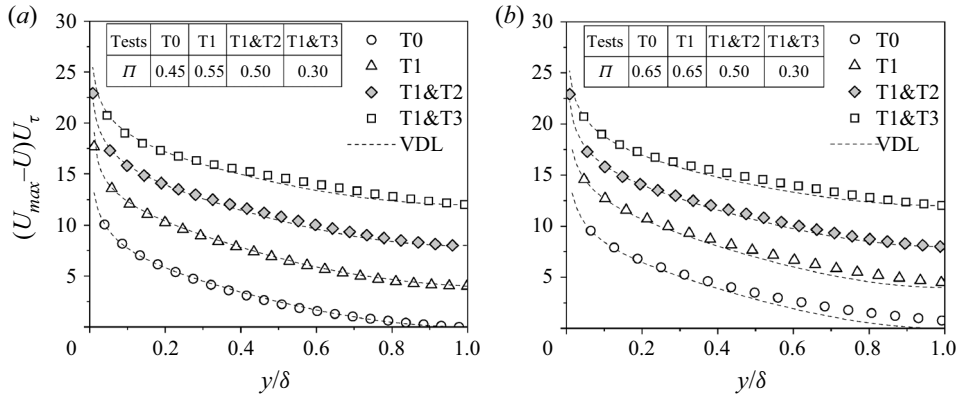 (a)
(b)
30
25
20
15
10
5
0
(U_max–U)U_τ
Tests T0 T1 T1&T2 T1&T3
Π 0.45 0.55 0.50 0.30
T0
T1
T1&T2
T1&T3
VDL
0 0.2 0.4 0.6 0.8 1.0
y/δ
30
25
20
15
10
5
0
Tests T0 T1 T1&T2 T1&T3
Π 0.65 0.65 0.50 0.30
T0
T1
T1&T2
T1&T3
VDL
0.2 0.4 0.6 0.8 1.0
y/δ